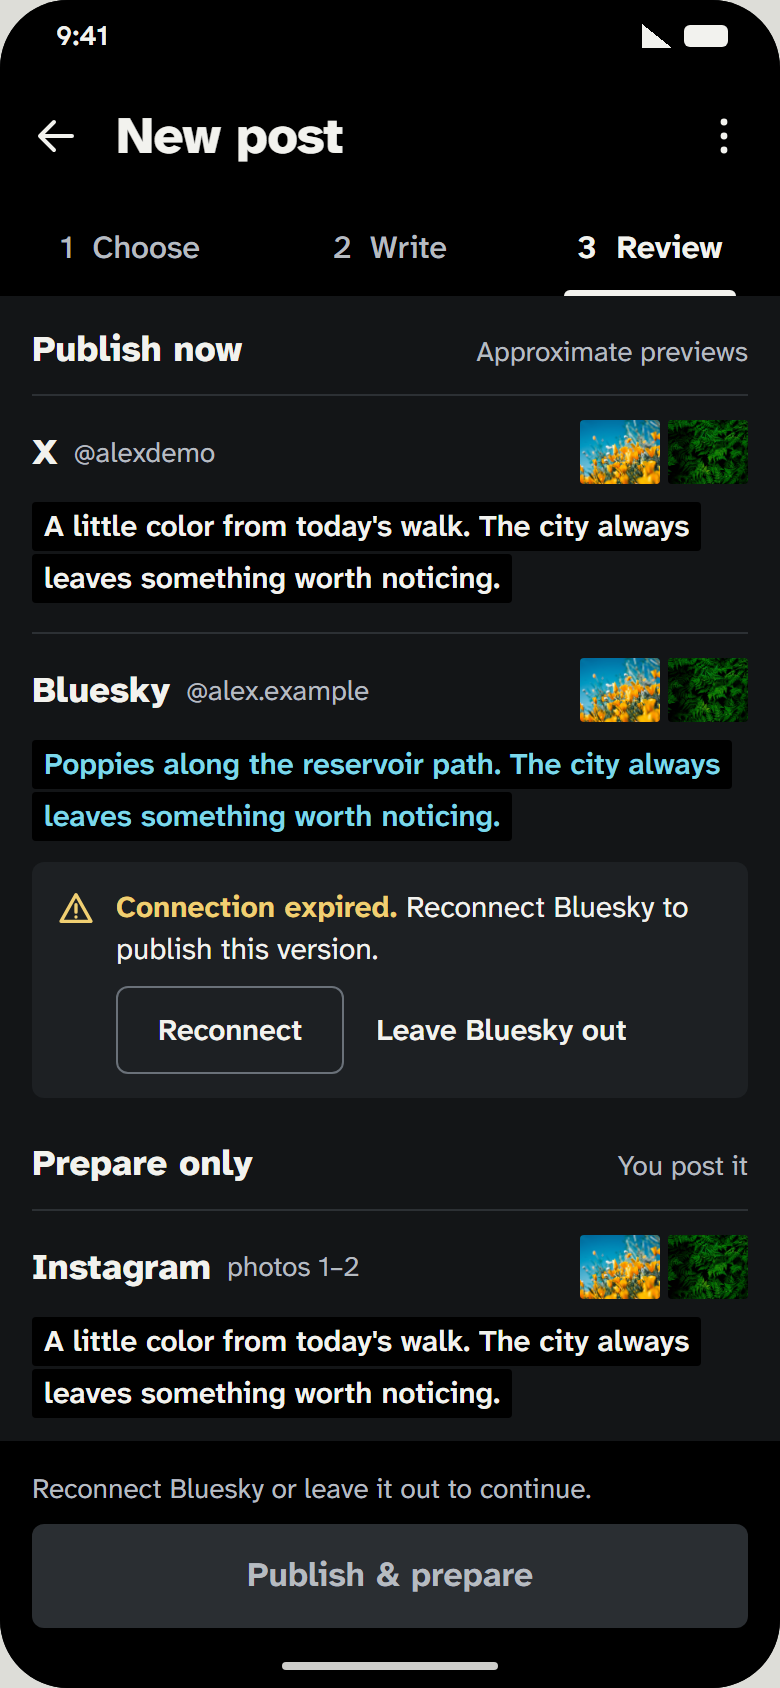 9:41
New post
1 Choose
2 Write
3 Review
Publish now
Approximate previews
X @alexdemo
A little color from today's walk. The city always
leaves something worth noticing.
Bluesky @alex.example
Poppies along the reservoir path. The city always
leaves something worth noticing.
Connection expired. Reconnect Bluesky to
publish this version.
Reconnect
Leave Bluesky out
Prepare only
You post it
Instagram photos 1–2
A little color from today's walk. The city always
leaves something worth noticing.
Reconnect Bluesky or leave it out to continue.
Publish & prepare